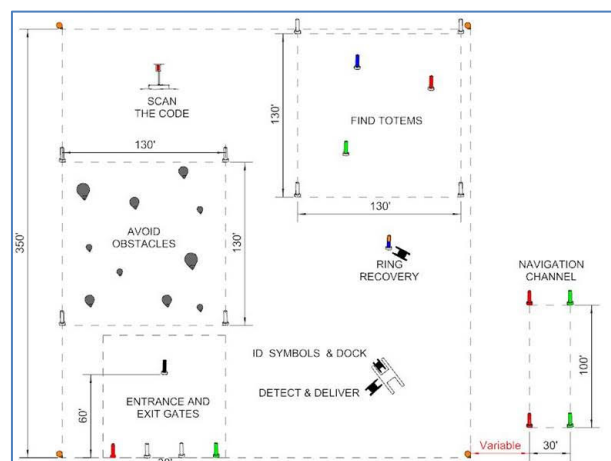 SCAN
THE CODE
130'
FIND TOTEMS
130'
130'
350'
AVOID
OBSTACLES
130'
RING
RECOVERY
NAVIGATION
CHANNEL
ID SYMBOLS & DOCK
DETECT & DELIVER
100'
60'
ENTRANCE AND
EXIT GATES
Variable
30'